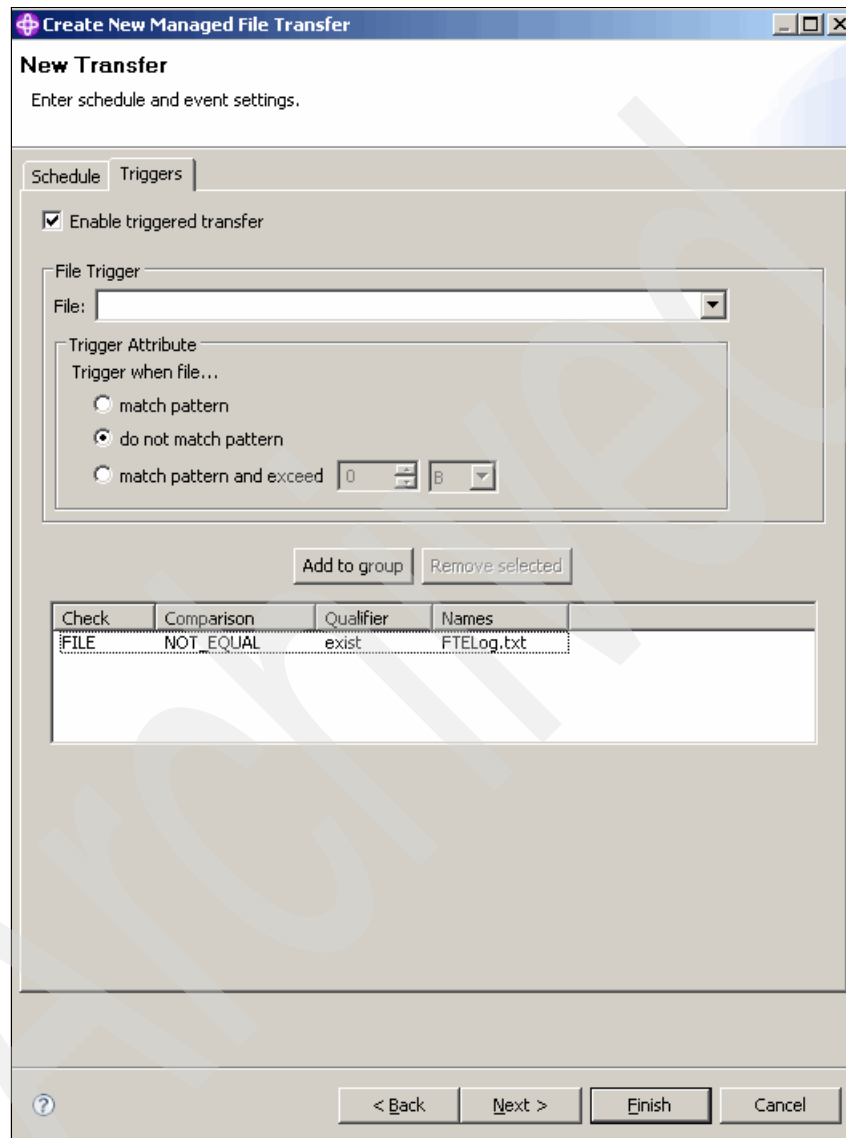 Create New Managed File Transfer
New Transfer
Enter schedule and event settings.
Schedule Triggers
Enable triggered transfer
File Trigger
File:
Trigger Attribute
Trigger when file...
match pattern
do not match pattern
match pattern and exceed 0 B
Add to group Remove selected
Check Comparison Qualifier Names
FILE NOT_EQUAL exist FTELog.txt
< Back Next > Finish Cancel
Archived